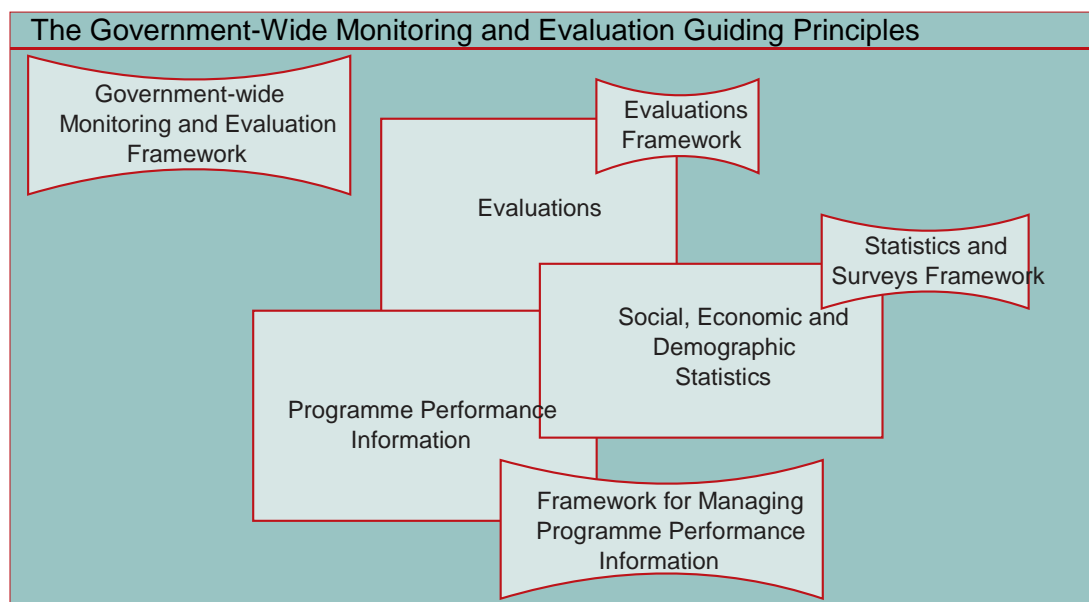 The Government-Wide Monitoring and Evaluation Guiding Principles
Government-wide
Monitoring and Evaluation
Framework
Evaluations
Framework
Evaluations
Statistics and
Surveys Framework
Social, Economic and
Demographic
Statistics
Programme Performance
Information
Framework for Managing
Programme Performance
Information